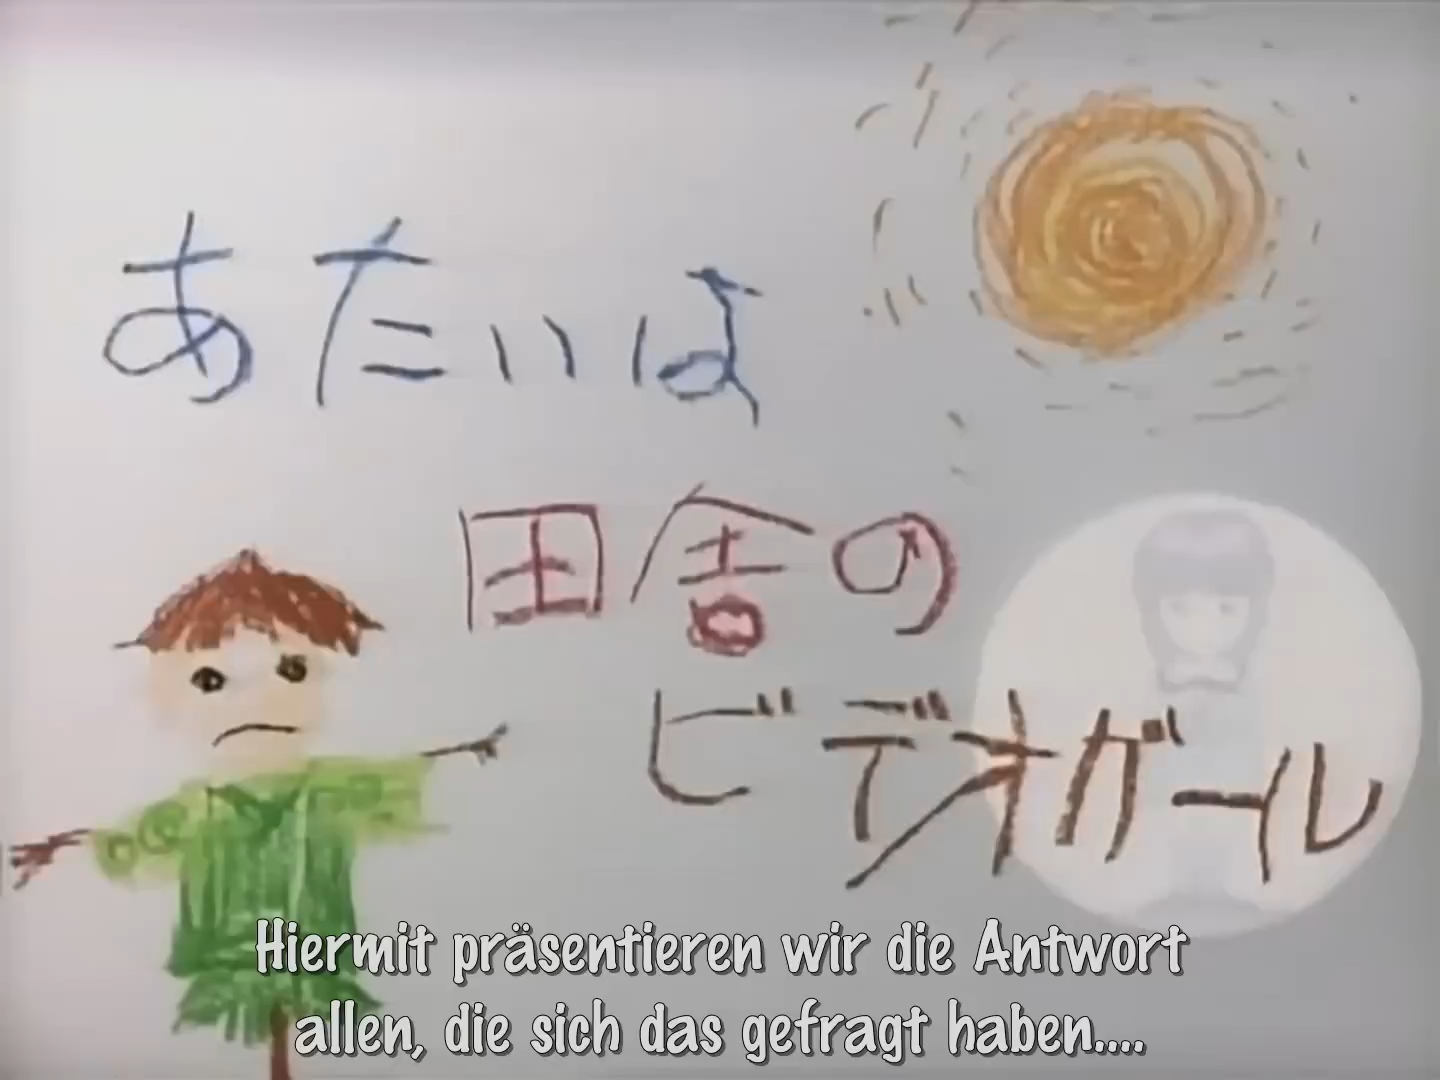 あたいは
田舎の
ビデオガール
Hiermit präsentieren wir die Antwort
allen, die sich das gefragt haben....